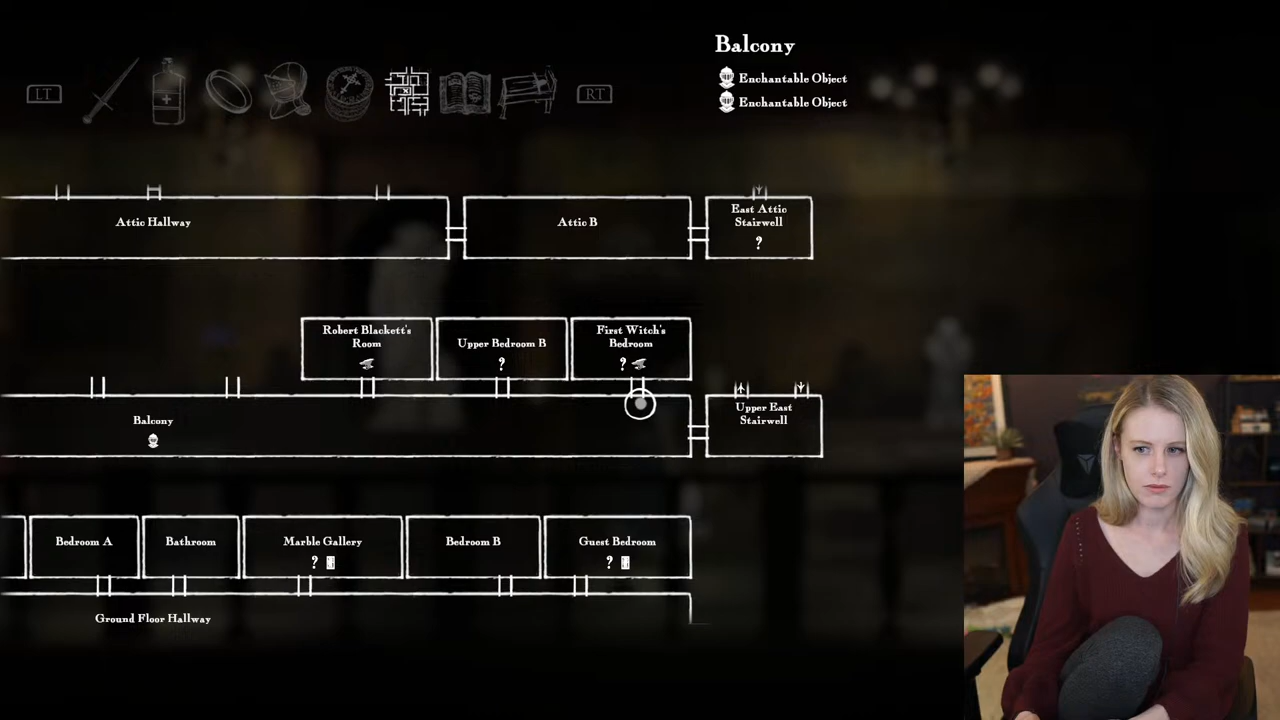 Balcony
LT
RT
Enchantable Object
Enchantable Object
Attic Hallway
Attic B
East Attic
Stairwell
?
Robert Blackett's
Room
Upper Bedroom B
?
First Witch's
Bedroom
?
Balcony
Upper East
Stairwell
Bedroom A
Bathroom
Marble Gallery
?
Bedroom B
Guest Bedroom
?
Ground Floor Hallway